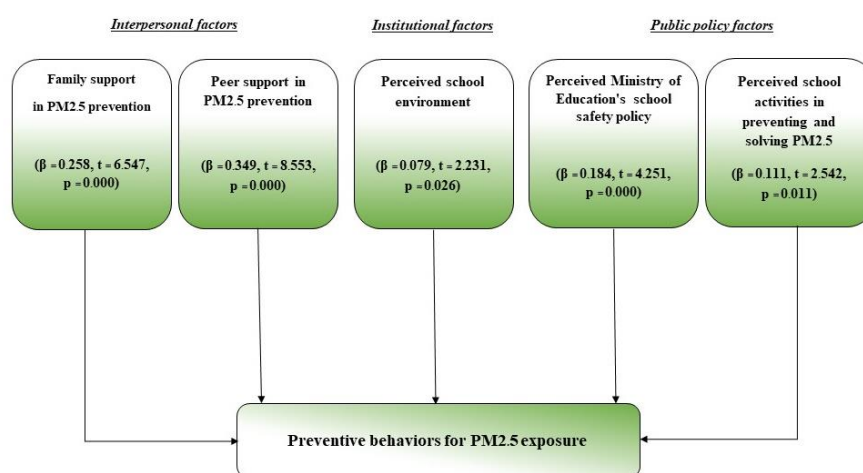 Interpersonal factors
Institutional factors
Public policy factors
Family support
in PM2.5 prevention
(β =0.258, t = 6.547,
p =0.000)
Peer support in
PM2.5 prevention
(β =0.349, t = 8.553,
p =0.000)
Perceived school
environment
(β =0.079, t = 2.231,
p =0.026)
Perceived Ministry of
Education's school
safety policy
(β =0.184, t = 4.251,
p =0.000)
Perceived school
activities in
preventing and
solving PM2.5
(β =0.111, t = 2.542,
p =0.011)
Preventive behaviors for PM2.5 exposure